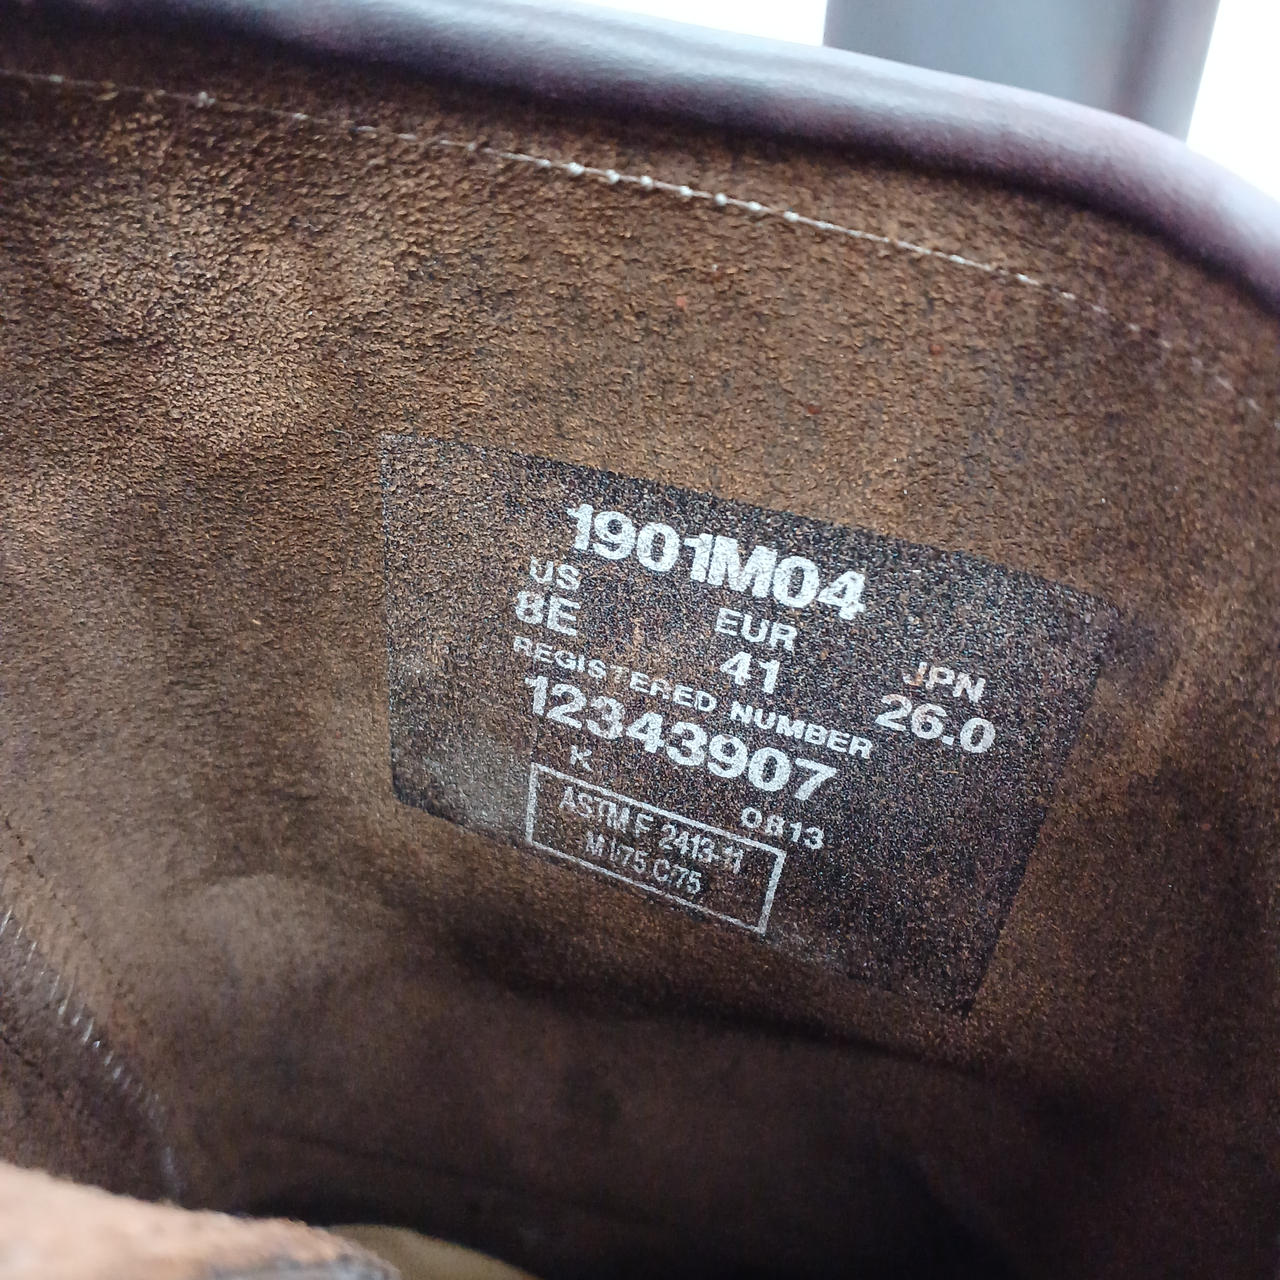 1901M04
US EUR JPN
8E 41 26.0
REGISTERED NUMBER
12343907
K 0813
ASTM F 2413-11
M I/75 C/75